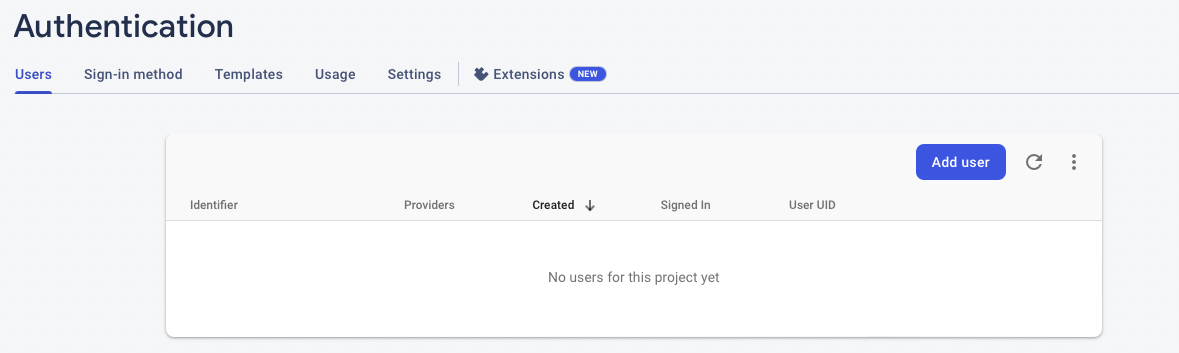 Authentication
Users Sign-in method Templates Usage Settings Extensions NEW
Add user
Identifier Providers Created Signed In User UID
No users for this project yet